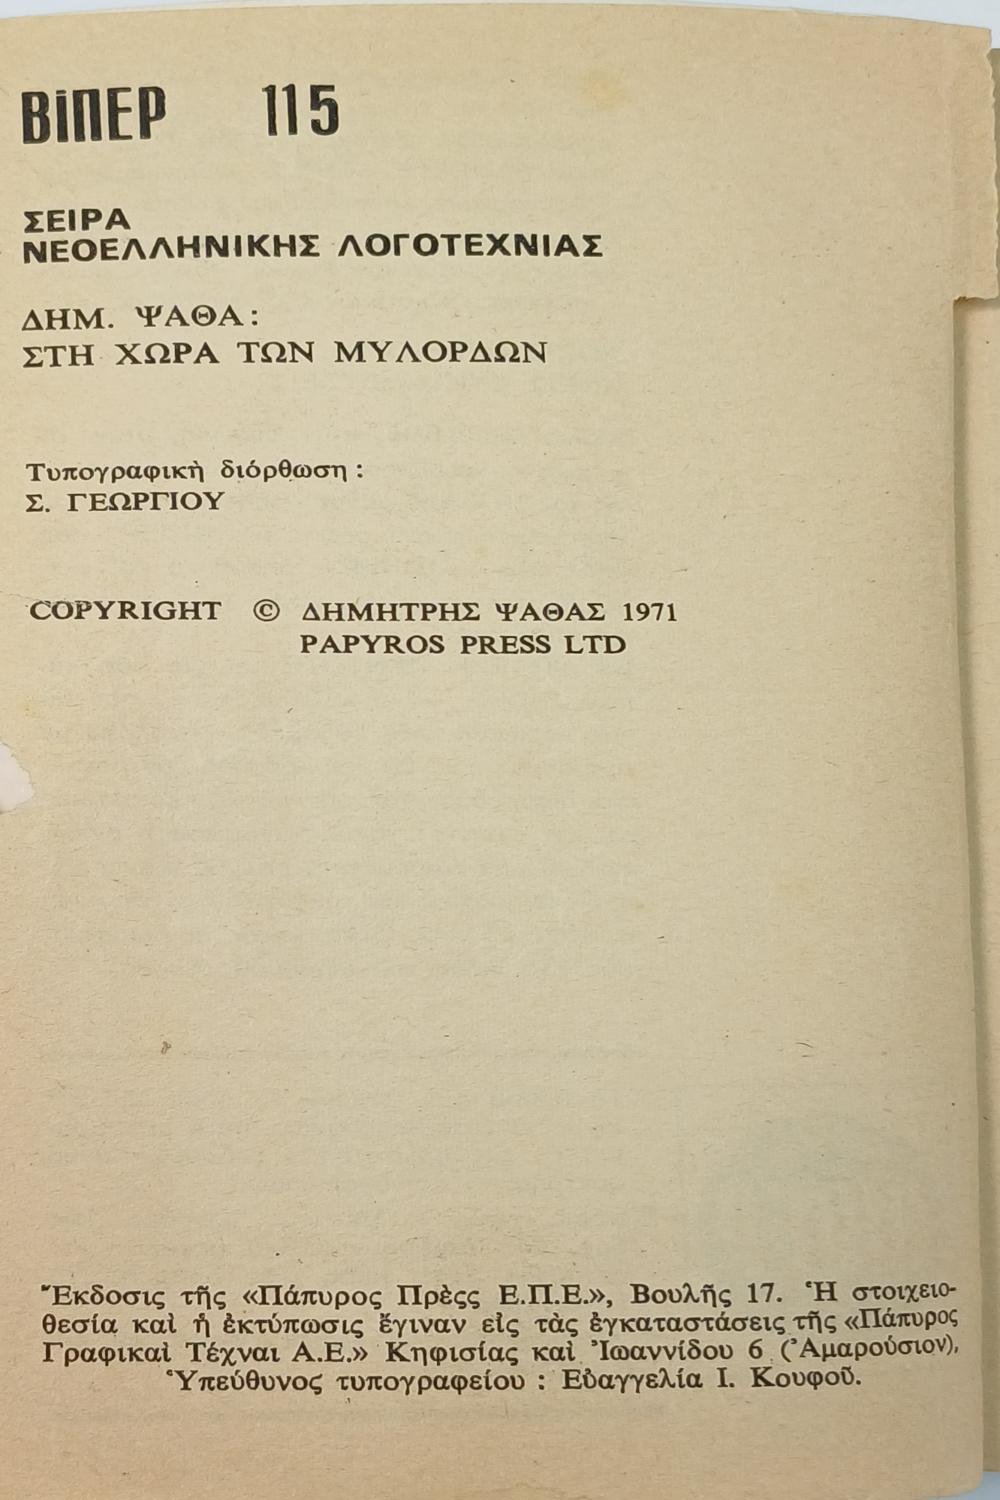 ΒiΠΕΡ 115
ΣΕΙΡΑ
ΝΕΟΕΛΛΗΝΙΚΗΣ ΛΟΓΟΤΕΧΝΙΑΣ
ΔΗΜ. ΨΑΘΑ:
ΣΤΗ ΧΩΡΑ ΤΩΝ ΜΥΛΟΡΔΩΝ
Τυπογραφικὴ διόρθωση:
Σ. ΓΕΩΡΓΙΟΥ
COPYRIGHT © ΔΗΜΗΤΡΗΣ ΨΑΘΑΣ 1971
PAPYROS PRESS LTD
Ἔκδοσις τῆς «Πάπυρος Πρὲςς Ε.Π.Ε.», Βουλῆς 17. Ἡ στοιχειο-
θεσία καὶ ἡ ἐκτύπωσις ἔγιναν εἰς τὰς ἐγκαταστάσεις τῆς «Πάπυρος
Γραφικαὶ Τέχναι Α.Ε.» Κηφισίας καὶ Ἰωαννίδου 6 (Ἀμαρούσιον),
Ὑπεύθυνος τυπογραφείου : Εὐαγγελία Ι. Κουφοῦ.